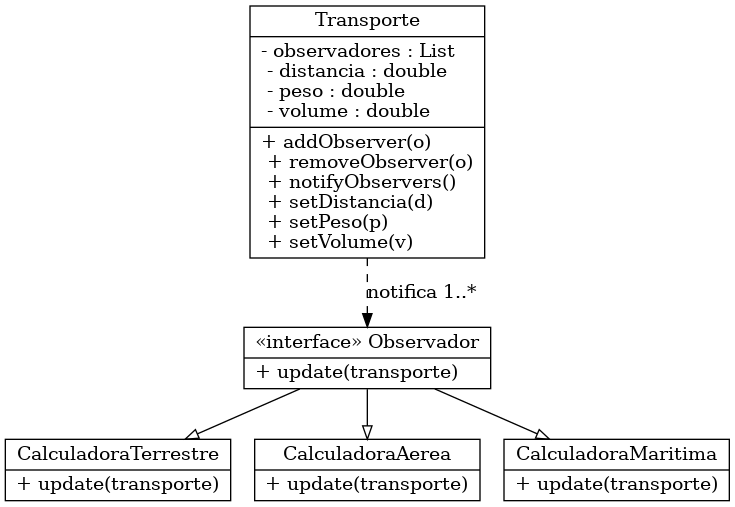 Transporte
- observadores : List
- distancia : double
- peso : double
- volume : double
+ addObserver(o)
+ removeObserver(o)
+ notifyObservers()
+ setDistancia(d)
+ setPeso(p)
+ setVolume(v)
notifica 1..*
«interface» Observador
+ update(transporte)
CalculadoraTerrestre
+ update(transporte)
CalculadoraAerea
+ update(transporte)
CalculadoraMaritima
+ update(transporte)